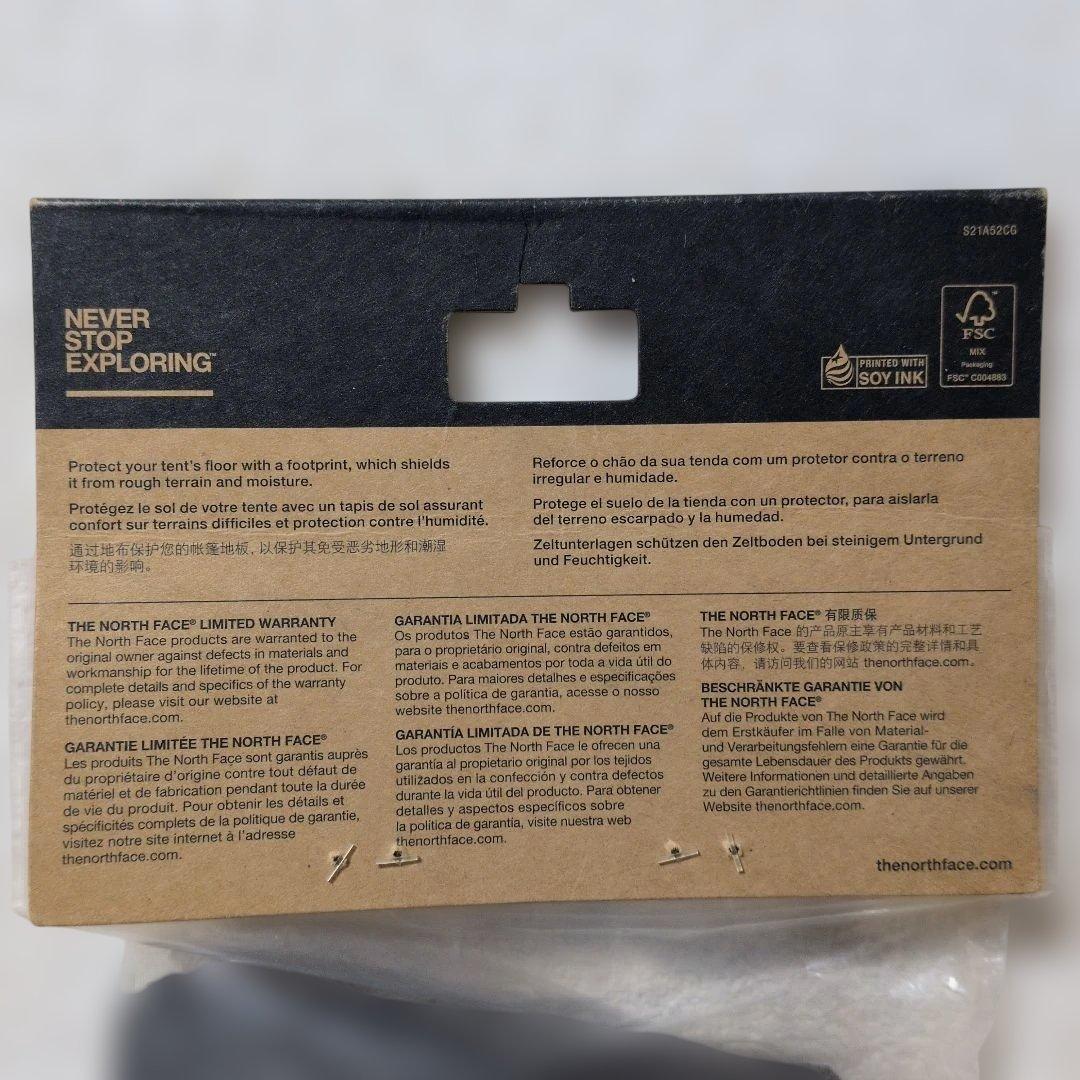 S21A52CG
NEVER
STOP
EXPLORING™
PRINTED WITH
SOY INK
FSC
MIX
Packaging
FSC™ C004883
Protect your tent's floor with a footprint, which shields
it from rough terrain and moisture.
Protégez le sol de votre tente avec un tapis de sol assurant
confort sur terrains difficiles et protection contre l'humidité.
通过地布保护您的帐篷地板, 以保护其免受恶劣地形和潮湿
环境的影响。
Reforce o chão da sua tenda com um protetor contra o terreno
irregular e humidade.
Protege el suelo de la tienda con un protector, para aislarla
del terreno escarpado y la humedad.
Zeltunterlagen schützen den Zeltboden bei steinigem Untergrund
und Feuchtigkeit.
THE NORTH FACE® LIMITED WARRANTY
The North Face products are warranted to the
original owner against defects in materials and
workmanship for the lifetime of the product. For
complete details and specifics of the warranty
policy, please visit our website at
thenorthface.com.
GARANTIE LIMITÉE THE NORTH FACE®
Les produits The North Face sont garantis auprès
du propriétaire d'origine contre tout défaut de
matériel et de fabrication pendant toute la durée
de vie du produit. Pour obtenir les détails et
spécificités complets de la politique de garantie,
visitez notre site internet à l'adresse
thenorthface.com.
GARANTIA LIMITADA THE NORTH FACE®
Os produtos The North Face estão garantidos,
para o proprietário original, contra defeitos em
materiais e acabamentos por toda a vida útil do
produto. Para maiores detalhes e especificações
sobre a política de garantia, acesse o nosso
website thenorthface.com.
GARANTÍA LIMITADA DE THE NORTH FACE®
Los productos The North Face le ofrecen una
garantía al propietario original por los tejidos
utilizados en la confección y contra defectos
durante la vida útil del producto. Para obtener
detalles y aspectos específicos sobre
la política de garantía, visite nuestra web
thenorthface.com.
THE NORTH FACE® 有限质保
The North Face 的产品原主享有产品材料和工艺
缺陷的保修权。要查看保修政策的完整详情和具
体内容, 请访问我们的网站 thenorthface.com。
BESCHRÄNKTE GARANTIE VON
THE NORTH FACE®
Auf die Produkte von The North Face wird
dem Erstkäufer im Falle von Material-
und Verarbeitungsfehlern eine Garantie für die
gesamte Lebensdauer des Produkts gewährt.
Weitere Informationen und detaillierte Angaben
zu den Garantierichtlinien finden Sie auf unserer
Website thenorthface.com.
thenorthface.com